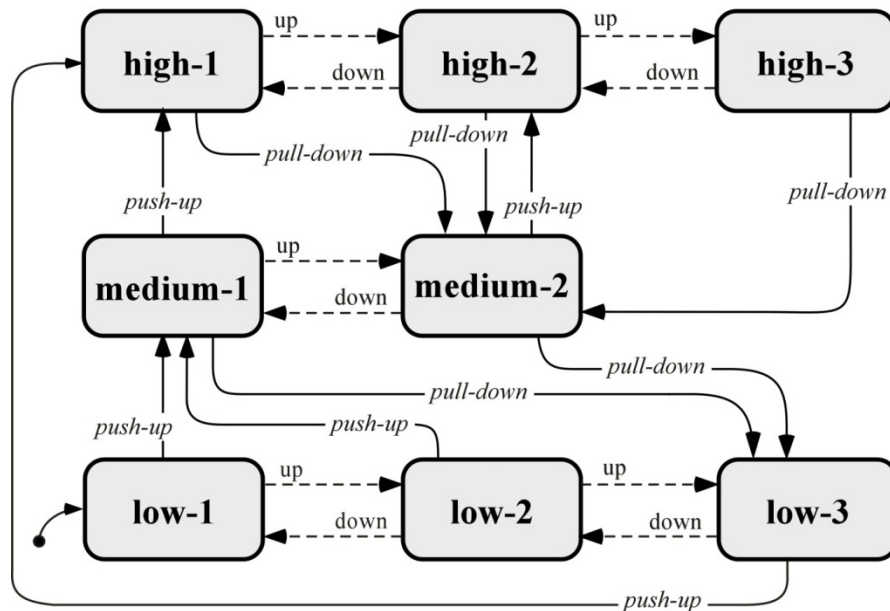 up
up
high-1
high-2
high-3
down
down
pull-down
pull-down
push-up
push-up
pull-down
up
medium-1
medium-2
down
pull-down
pull-down
push-up
push-up
up
up
low-1
low-2
low-3
down
down
push-up